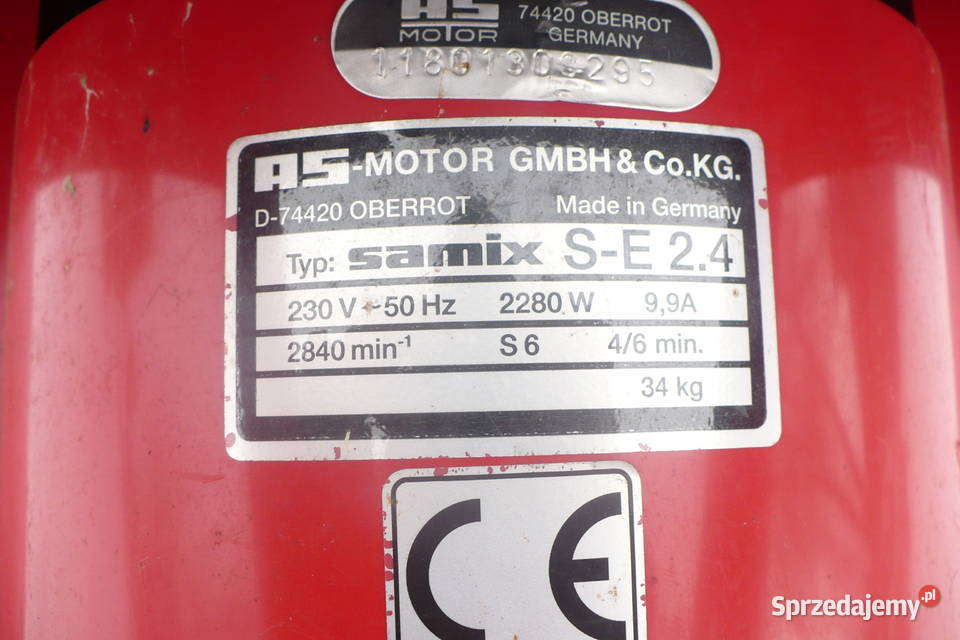 AS 74420 OBERROT
MOTOR GERMANY
11801303295
AS-MOTOR GMBH & Co.KG.
D-74420 OBERROT Made in Germany
Typ: samix S-E 2.4
230 V ~50 Hz 2280 W 9,9A
2840 min-1 S 6 4/6 min.
34 kg
CE
Sprzedajemy.pl